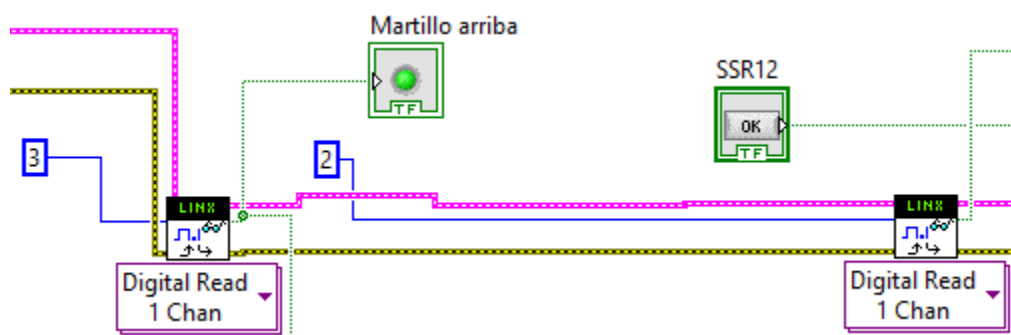 Martillo arriba
TF
SSR12
OK
TF
3
2
LINX
Digital Read
1 Chan
LINX
Digital Read
1 Chan